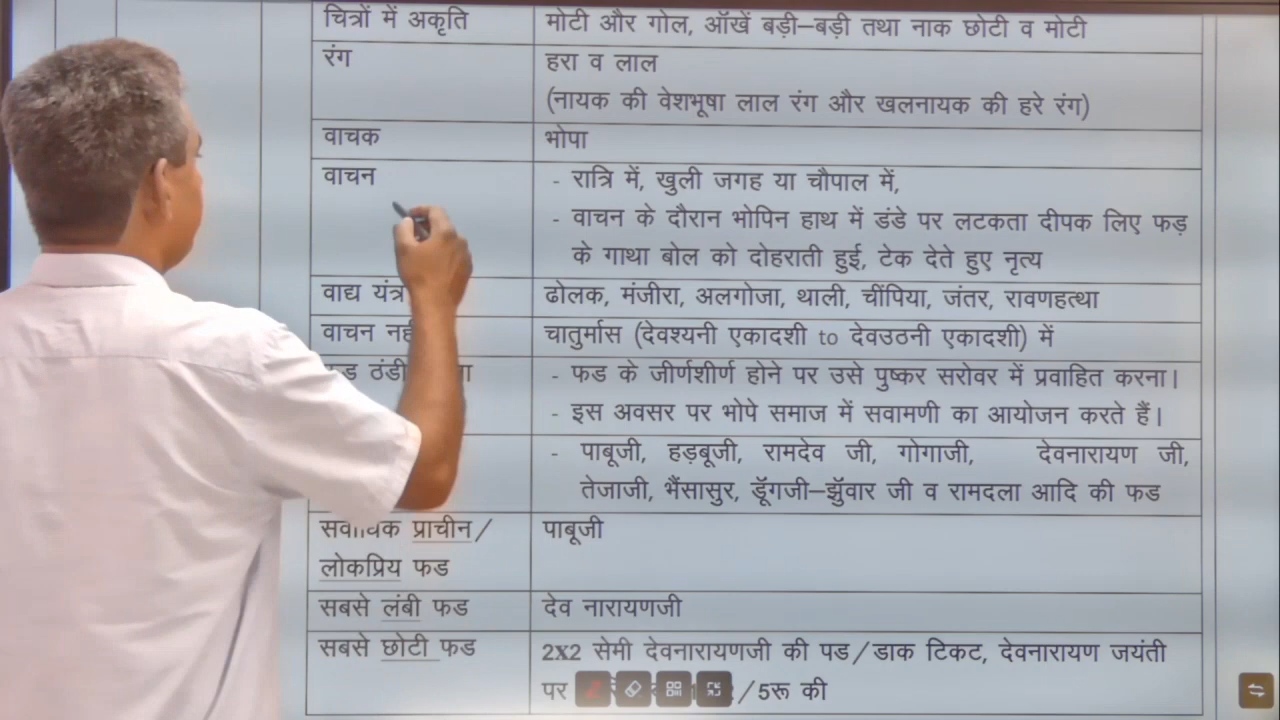 चित्रों में अकृति मोटी और गोल, ऑखें बड़ी–बड़ी तथा नाक छोटी व मोटी
रंग हरा व लाल
(नायक की वेशभूषा लाल रंग और खलनायक की हरे रंग)
वाचक भोपा
वाचन - रात्रि में, खुली जगह या चौपाल में,
- वाचन के दौरान भोपिन हाथ में डंडे पर लटकता दीपक लिए फड़
के गाथा बोल को दोहराती हुई, टेक देते हुए नृत्य
वाद्य यंत्र ढोलक, मंजीरा, अलगोजा, थाली, चींपिया, जंतर, रावणहत्था
वाचन चातुर्मास (देवश्यनी एकादशी to देवउठनी एकादशी) में
ठंडी - फड के जीर्णशीर्ण होने पर उसे पुष्कर सरोवर में प्रवाहित करना।
- इस अवसर पर भोपे समाज में सवामणी का आयोजन करते हैं।
- पाबूजी, हड़बूजी, रामदेव जी, गोगाजी, देवनारायण जी,
तेजाजी, भैंसासुर, डूॅगजी–झुॅवार जी व रामदला आदि की फड
सर्वाधिक प्राचीन/ पाबूजी
लोकप्रिय फड
सबसे लंबी फड देव नारायणजी
सबसे छोटी फड 2X2 सेमी देवनारायणजी की पड/डाक टिकट, देवनारायण जयंती
पर /5रू की